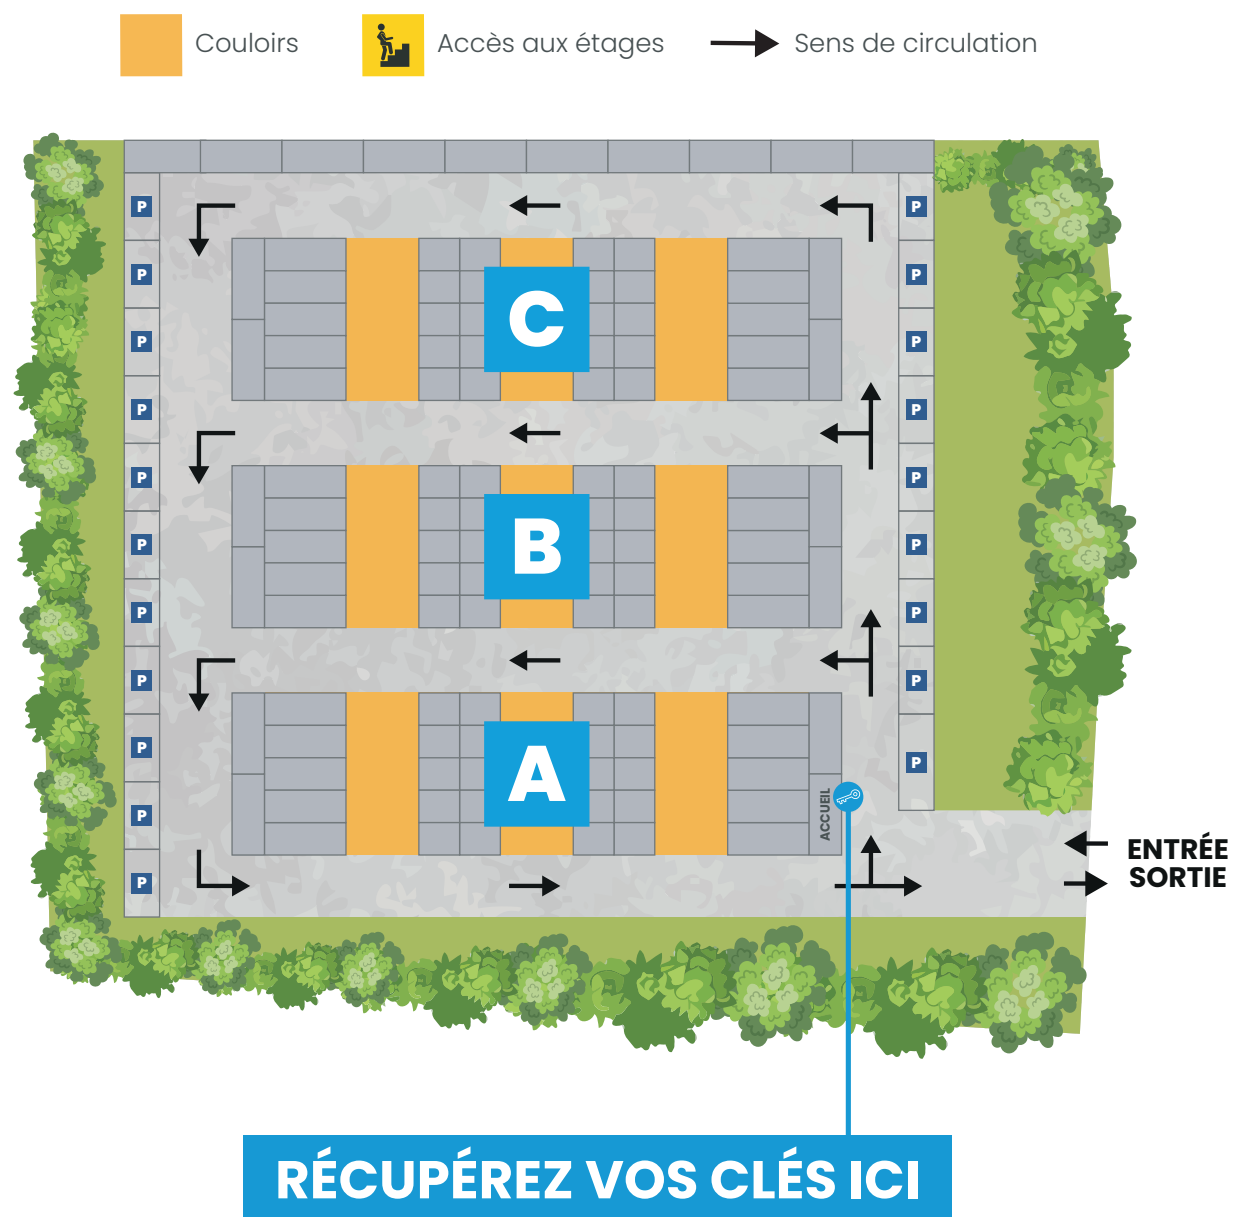 Couloirs
Accès aux étages
Sens de circulation
P P
P P
P P
P P
P P
P P
P P
P P
P P
P
P
C
B
A
ACCUEIL
ENTRÉE
SORTIE
RÉCUPÉREZ VOS CLÉS ICI